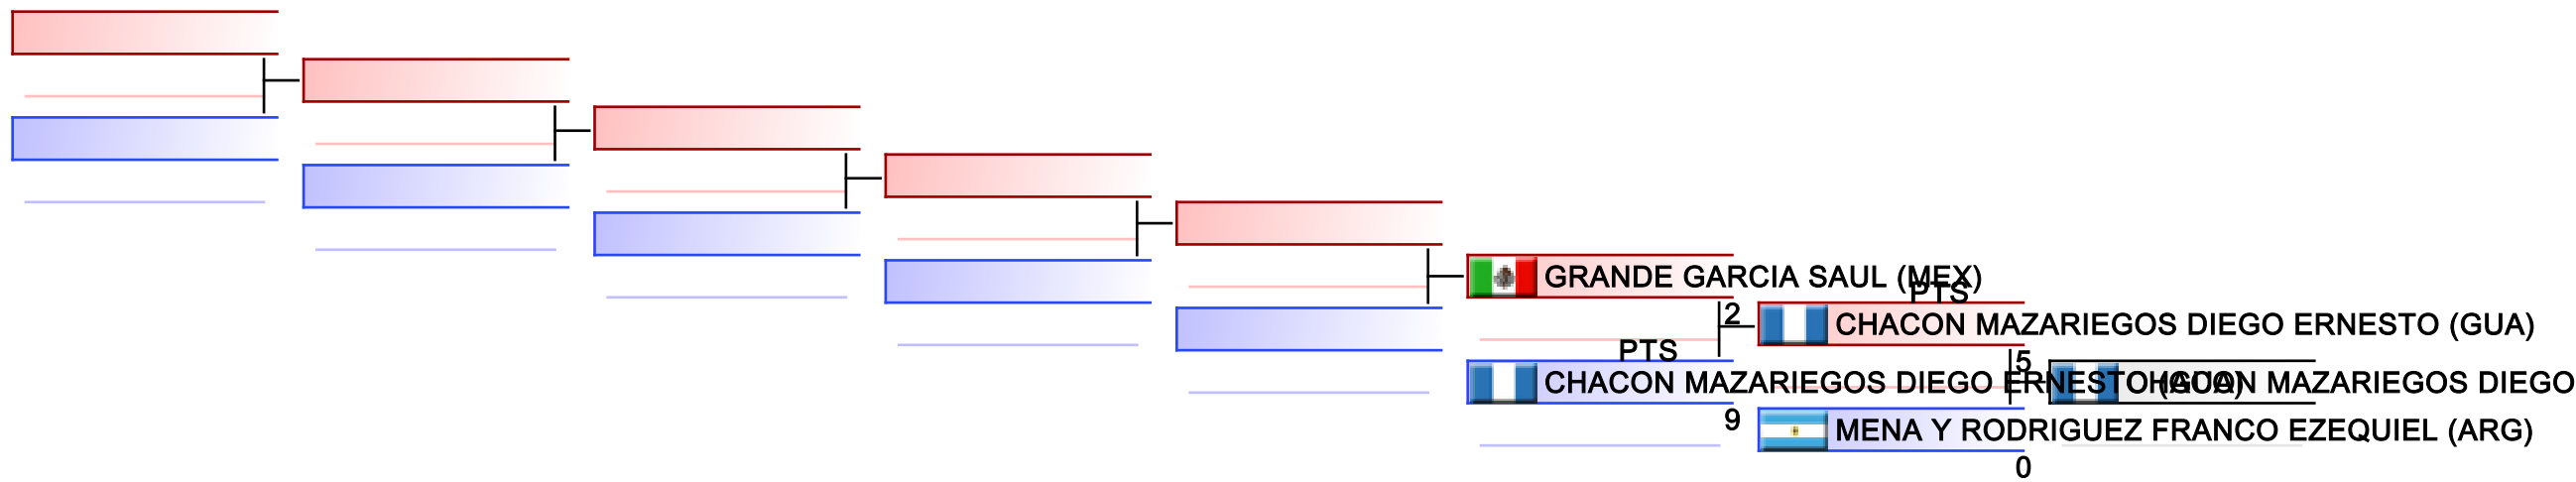 GRANDE GARCIA SAUL (MEX)
PTS
2
CHACON MAZARIEGOS DIEGO ERNESTO (GUA)
PTS
5
CHACON MAZARIEGOS DIEGO ERNESTO (GUA)
CHACON MAZARIEGOS DIEGO
9
MENA Y RODRIGUEZ FRANCO EZEQUIEL (ARG)
0